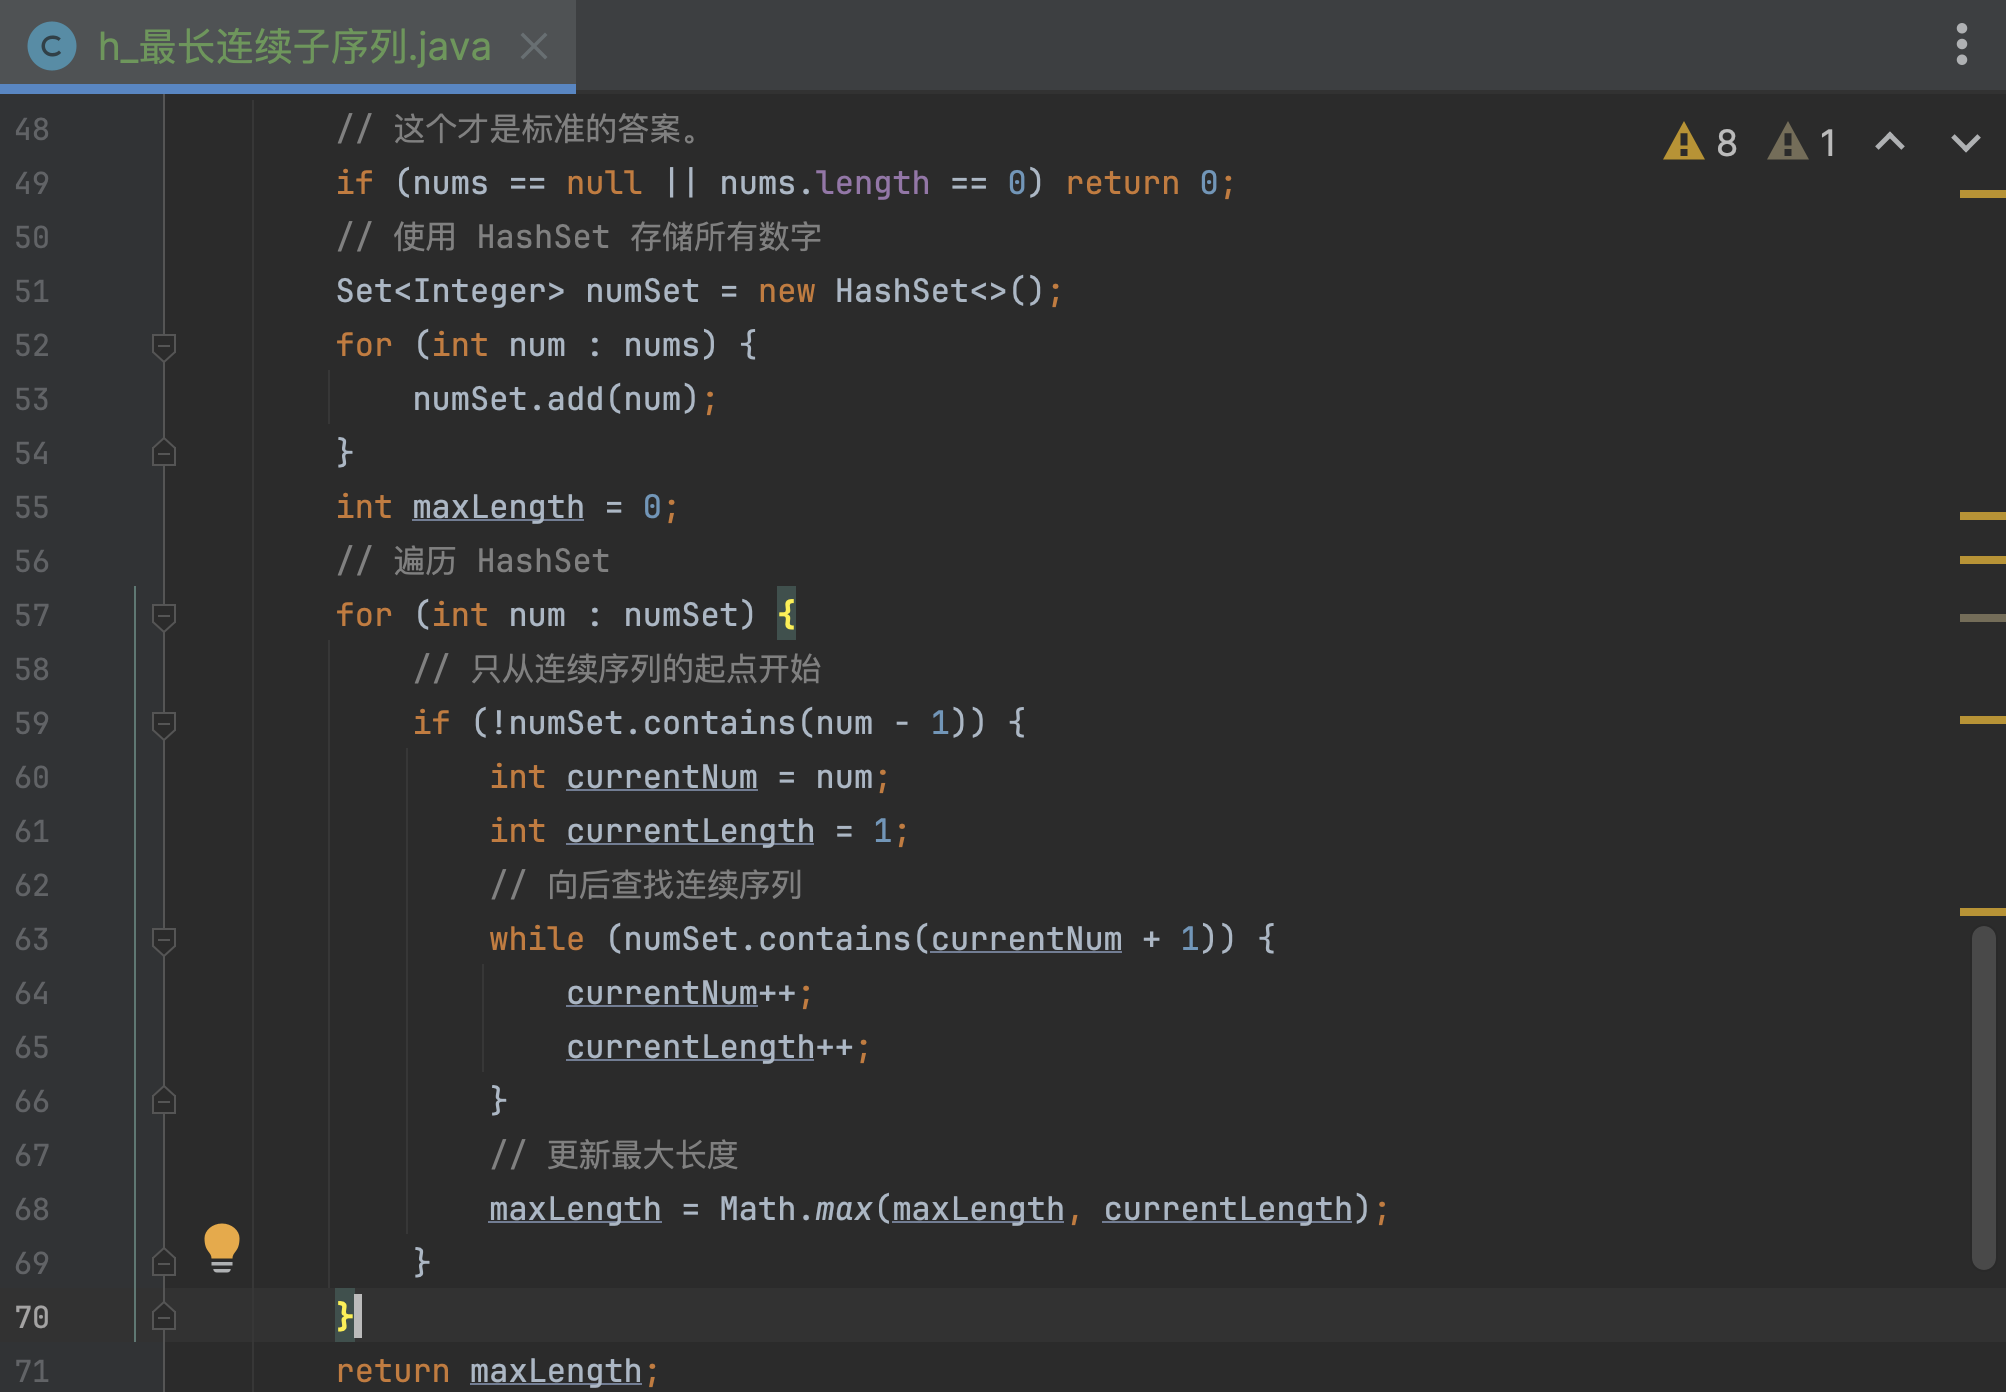 h_最长连续子序列.java
8 1
48 // 这个才是标准的答案。
49 if (nums == null || nums.length == 0) return 0;
50 // 使用 HashSet 存储所有数字
51 Set<Integer> numSet = new HashSet<>();
52 for (int num : nums) {
53 numSet.add(num);
54 }
55 int maxLength = 0;
56 // 遍历 HashSet
57 for (int num : numSet) {
58 // 只从连续序列的起点开始
59 if (!numSet.contains(num - 1)) {
60 int currentNum = num;
61 int currentLength = 1;
62 // 向后查找连续序列
63 while (numSet.contains(currentNum + 1)) {
64 currentNum++;
65 currentLength++;
66 }
67 // 更新最大长度
68 maxLength = Math.max(maxLength, currentLength);
69 }
70 }
71 return maxLength;